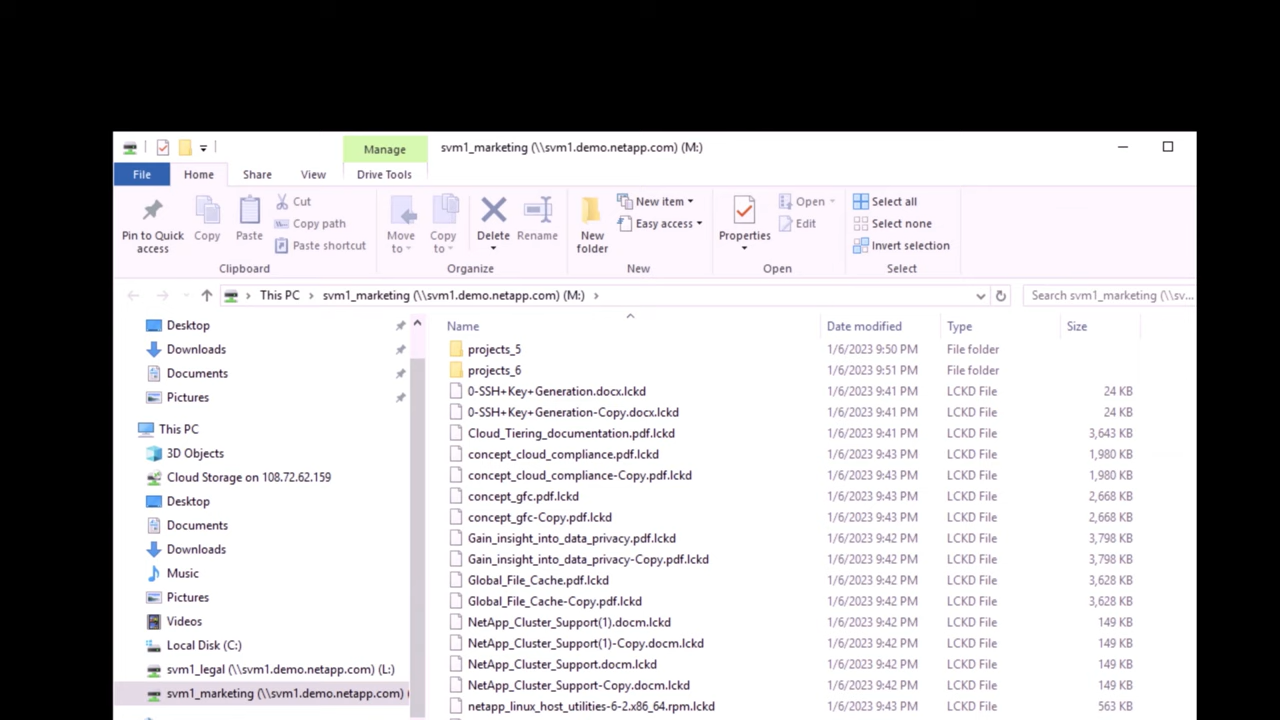 svm1_marketing (\\svm1.demo.netapp.com) (M:)
Manage
File Home Share View Drive Tools
Pin to Quick access
Copy
Paste
Cut
Copy path
Paste shortcut
Clipboard
Move to
Copy to
Delete
Rename
Organize
New folder
New item
Easy access
New
Properties
Open
Edit
Open
Select all
Select none
Invert selection
Select
This PC > svm1_marketing (\\svm1.demo.netapp.com) (M:) >
Search svm1_marketing (\\sv...
Desktop
Downloads
Documents
Pictures
This PC
3D Objects
Cloud Storage on 108.72.62.159
Desktop
Documents
Downloads
Music
Pictures
Videos
Local Disk (C:)
svm1_legal (\\svm1.demo.netapp.com) (L:)
svm1_marketing (\\svm1.demo.netapp.com) (
Name Date modified Type Size
projects_5 1/6/2023 9:50 PM File folder
projects_6 1/6/2023 9:51 PM File folder
0-SSH+Key+Generation.docx.lckd 1/6/2023 9:41 PM LCKD File 24 KB
0-SSH+Key+Generation-Copy.docx.lckd 1/6/2023 9:41 PM LCKD File 24 KB
Cloud_Tiering_documentation.pdf.lckd 1/6/2023 9:41 PM LCKD File 3,643 KB
concept_cloud_compliance.pdf.lckd 1/6/2023 9:43 PM LCKD File 1,980 KB
concept_cloud_compliance-Copy.pdf.lckd 1/6/2023 9:43 PM LCKD File 1,980 KB
concept_gfc.pdf.lckd 1/6/2023 9:43 PM LCKD File 2,668 KB
concept_gfc-Copy.pdf.lckd 1/6/2023 9:43 PM LCKD File 2,668 KB
Gain_insight_into_data_privacy.pdf.lckd 1/6/2023 9:42 PM LCKD File 3,798 KB
Gain_insight_into_data_privacy-Copy.pdf.lckd 1/6/2023 9:42 PM LCKD File 3,798 KB
Global_File_Cache.pdf.lckd 1/6/2023 9:42 PM LCKD File 3,628 KB
Global_File_Cache-Copy.pdf.lckd 1/6/2023 9:42 PM LCKD File 3,628 KB
NetApp_Cluster_Support(1).docm.lckd 1/6/2023 9:42 PM LCKD File 149 KB
NetApp_Cluster_Support(1)-Copy.docm.lckd 1/6/2023 9:42 PM LCKD File 149 KB
NetApp_Cluster_Support.docm.lckd 1/6/2023 9:42 PM LCKD File 149 KB
NetApp_Cluster_Support-Copy.docm.lckd 1/6/2023 9:42 PM LCKD File 149 KB
netapp_linux_host_utilities-6-2.x86_64.rpm.lckd 1/6/2023 9:42 PM LCKD File 563 KB